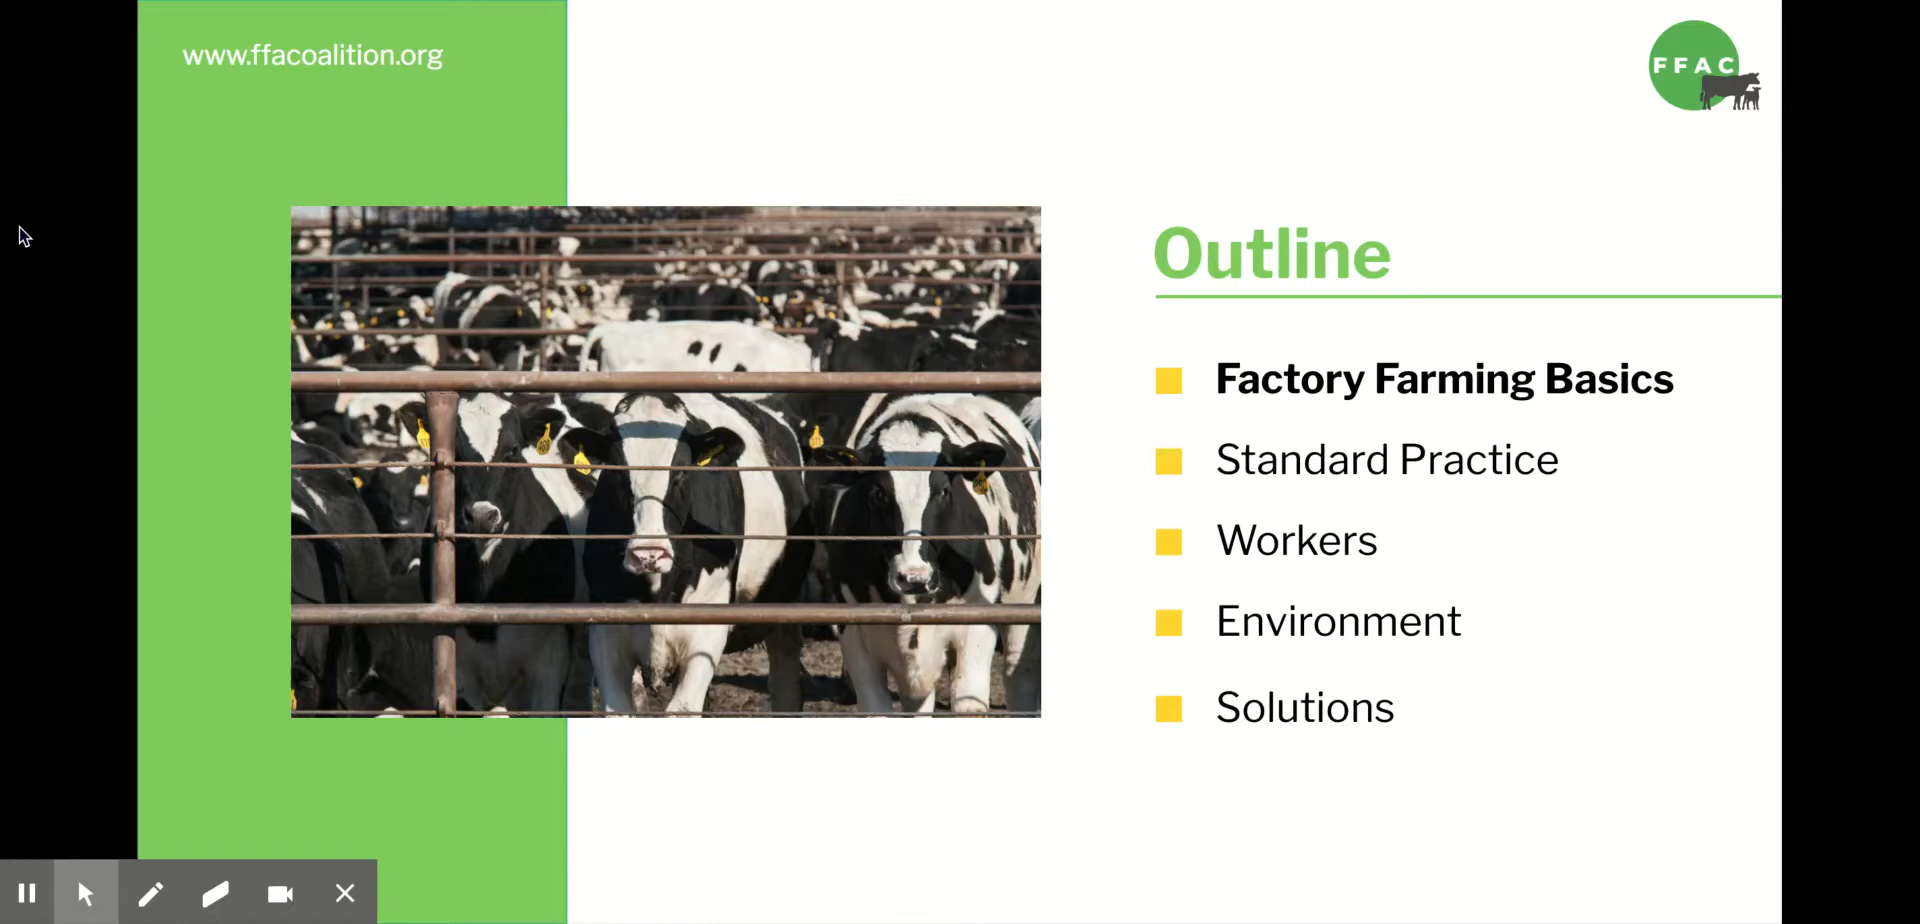 www.ffacoalition.org
FFAC
Outline
Factory Farming Basics
Standard Practice
Workers
Environment
Solutions